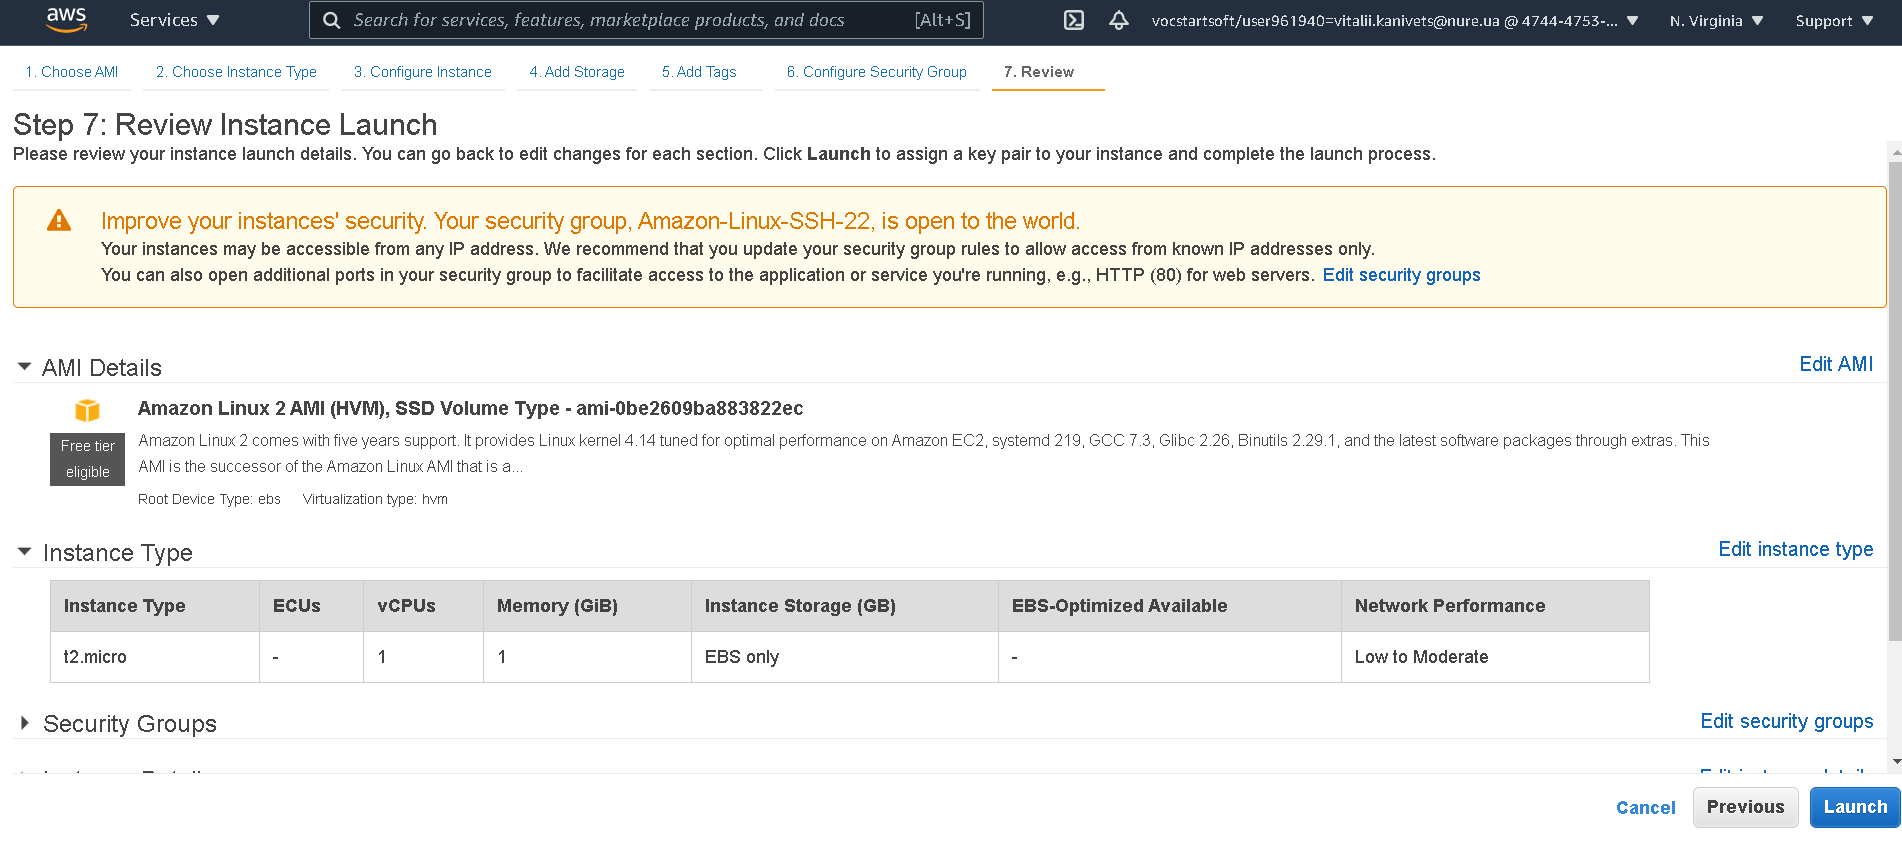 aws Services Search for services, features, marketplace products, and docs [Alt+S] vocstartsoft/user961940=vitalii.kanivets@nure.ua @ 4744-4753-... N. Virginia Support
1. Choose AMI 2. Choose Instance Type 3. Configure Instance 4. Add Storage 5. Add Tags 6. Configure Security Group 7. Review
Step 7: Review Instance Launch
Please review your instance launch details. You can go back to edit changes for each section. Click Launch to assign a key pair to your instance and complete the launch process.
Improve your instances' security. Your security group, Amazon-Linux-SSH-22, is open to the world.
Your instances may be accessible from any IP address. We recommend that you update your security group rules to allow access from known IP addresses only.
You can also open additional ports in your security group to facilitate access to the application or service you're running, e.g., HTTP (80) for web servers. Edit security groups
AMI Details Edit AMI
Amazon Linux 2 AMI (HVM), SSD Volume Type - ami-0be2609ba883822ec
Free tier eligible
Amazon Linux 2 comes with five years support. It provides Linux kernel 4.14 tuned for optimal performance on Amazon EC2, systemd 219, GCC 7.3, Glibc 2.26, Binutils 2.29.1, and the latest software packages through extras. This
AMI is the successor of the Amazon Linux AMI that is a...
Root Device Type: ebs Virtualization type: hvm
Instance Type Edit instance type
Instance Type ECUs vCPUs Memory (GiB) Instance Storage (GB) EBS-Optimized Available Network Performance
t2.micro - 1 1 EBS only - Low to Moderate
Security Groups Edit security groups
Cancel Previous Launch